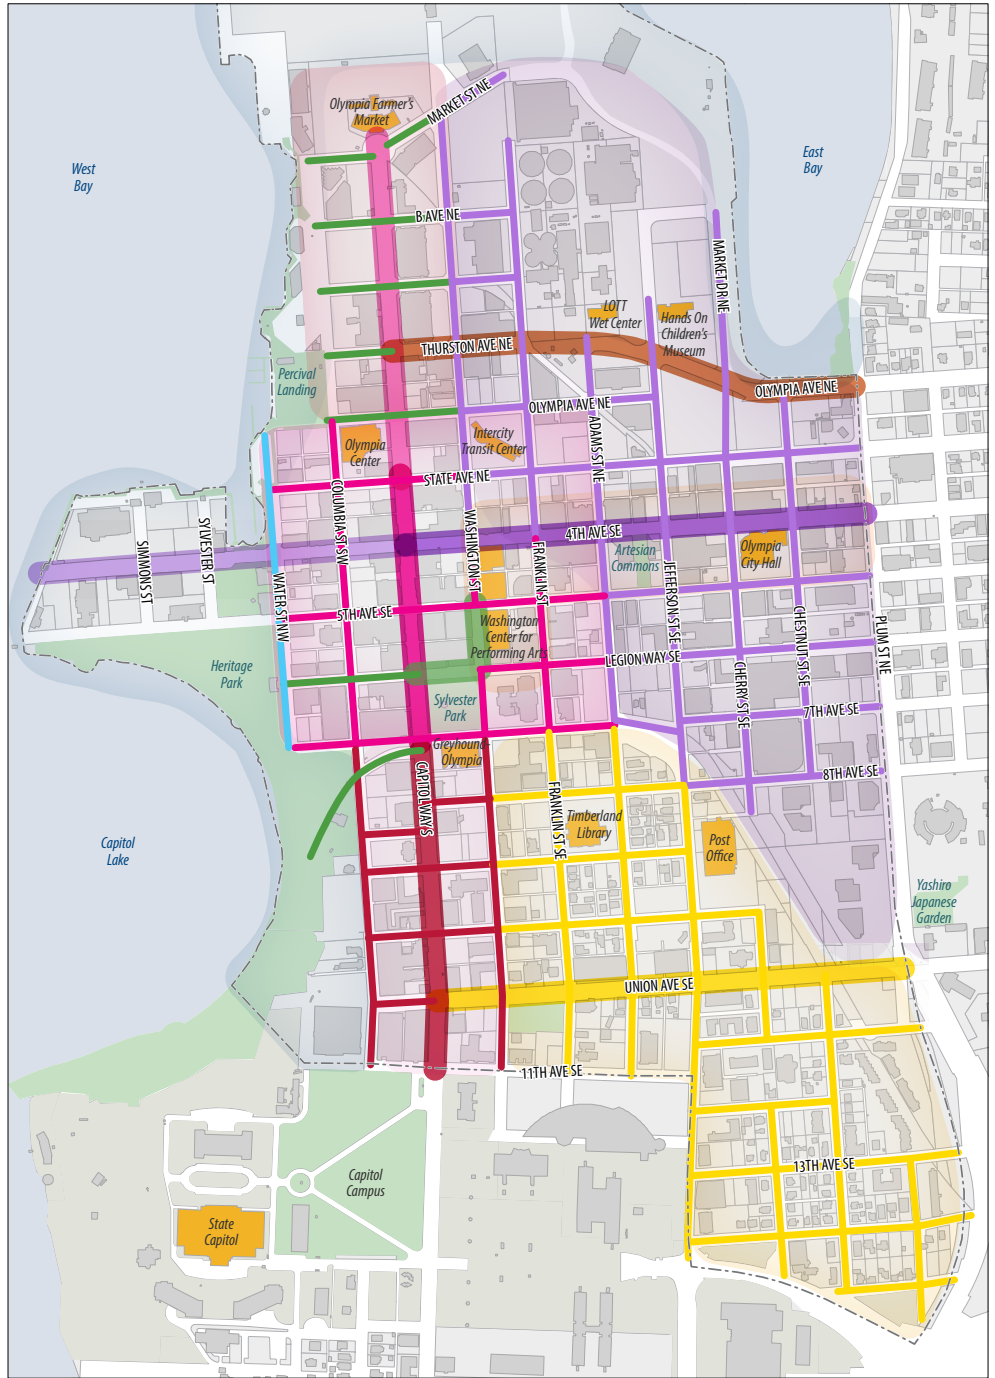 Olympia Farmer's
Market
MARKET ST NE
West
Bay
East
Bay
B AVE NE
MARKET DR NE
LOTT
Wet Center
Hands On
Children's
Museum
THURSTON AVE NE
Percival
Landing
OLYMPIA AVE NE
OLYMPIA AVE NE
Olympia
Center
Intercity
Transit Center
ADAMS ST NE
STATE AVE NE
COLUMBIA ST SW
WASHINGTON ST
4TH AVE SE
SIMMONS ST
SYLVESTER ST
FRANKLIN ST
Artesian
Commons
Olympia
City Hall
WATER ST NW
JEFFERSON ST SE
5TH AVE SE
Washington
Center for
Performing Arts
CHESTNUT ST SE
PLUM ST NE
Heritage
Park
LEGION WAY SE
CHERRY ST SE
Sylvester
Park
7TH AVE SE
Greyhound-
Olympia
CAPITOL WAY S
8TH AVE SE
FRANKLIN ST SE
Timberland
Library
Post
Office
Capitol
Lake
Yashiro
Japanese
Garden
UNION AVE SE
11TH AVE SE
13TH AVE SE
Capitol
Campus
State
Capitol